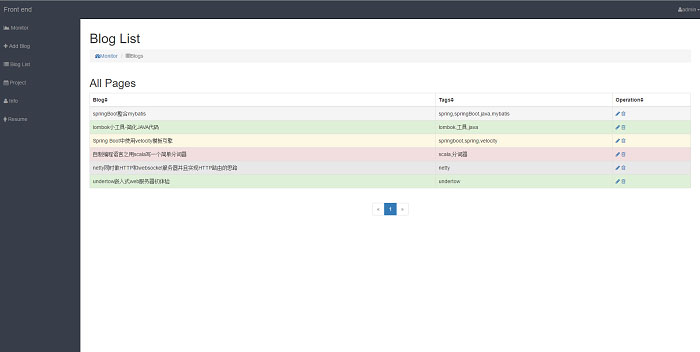 Front end
admin
Monitor
Add Blog
Blog List
Project
Info
Resume
Blog List
Monitor / Blogs
All Pages
Blog Tags Operation
springBoot整合mybatis spring,springBoot,java,mybatis
lombok小工具-简化JAVA代码 lombok,工具,java
Spring Boot中使用velocity模板引擎 springboot,spring,velocity
自制编程语言之用scala写一个简单分词器 scala,分词器
netty同时做HTTP和websocket服务器并且实现HTTP路由的思路 netty
undertow嵌入式web服务器初体验 undertow
« 1 »